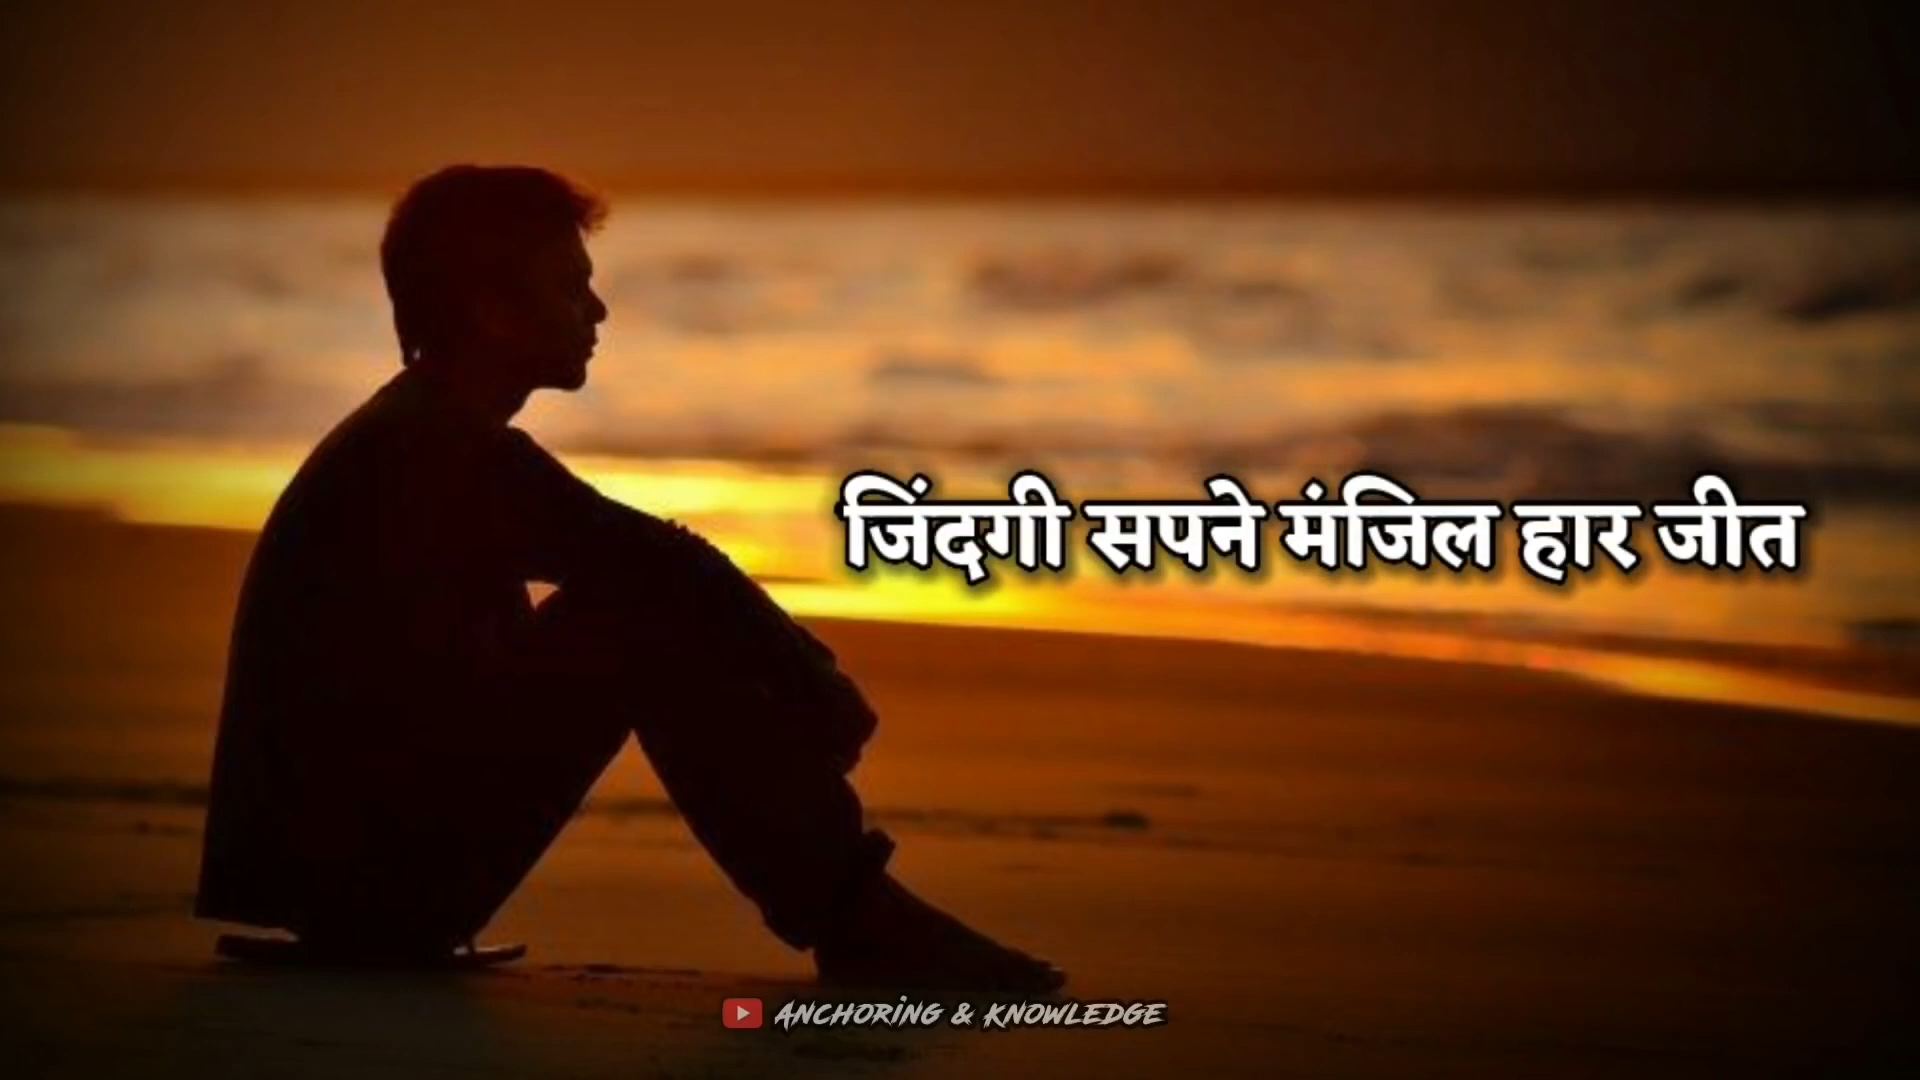 जिंदगी सपने मंजिल हार जीत
ANCHORING & KNOWLEDGE